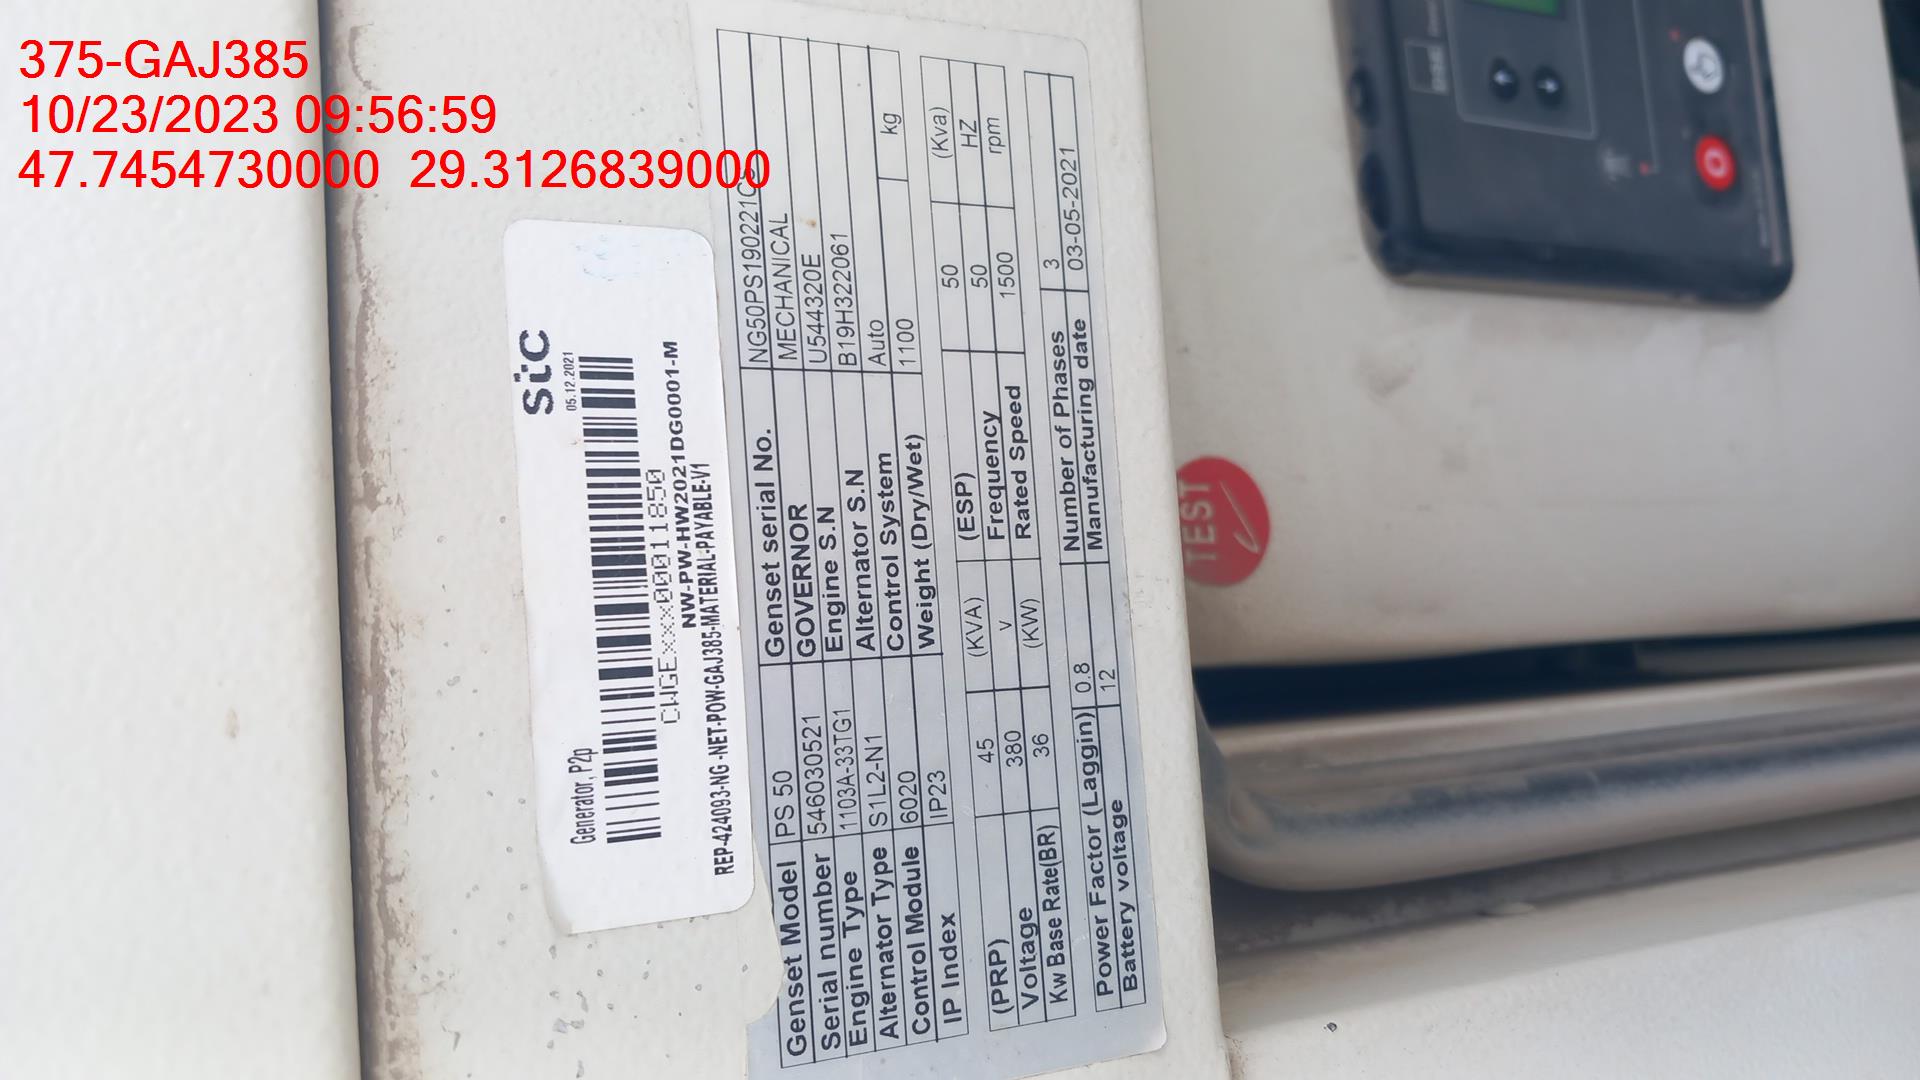 375-GAJ385
10/23/2023 09:56:59
47.7454730000 29.3126839000
stc
05.12.2021
Generator, P2p
CWGExxxx000011850
NW-PW-HW2021DG0001-M
REP-424093-NG-NET-POW-GAJ385-MATERIAL-PAYABLE-V1
Genset Model PS 50 Genset serial No. NG50PS190221CS
Serial number 546030521 GOVERNOR MECHANICAL
Engine Type 1103A-33TG1 Engine S.N U544320E
Alternator Type S1L2-N1 Alternator S.N B19H322061
Control Module 6020 Control System Auto
IP Index IP23 Weight (Dry/Wet) 1100 kg
(PRP) 45 (KVA) (ESP) 50 (Kva)
Voltage 380 V Frequency 50 HZ
Kw Base Rate(BR) 36 (KW) Rated Speed 1500 rpm
Power Factor (Laggin) 0.8 Number of Phases 3
Battery voltage 12 Manufacturing date 03-05-2021
TEST